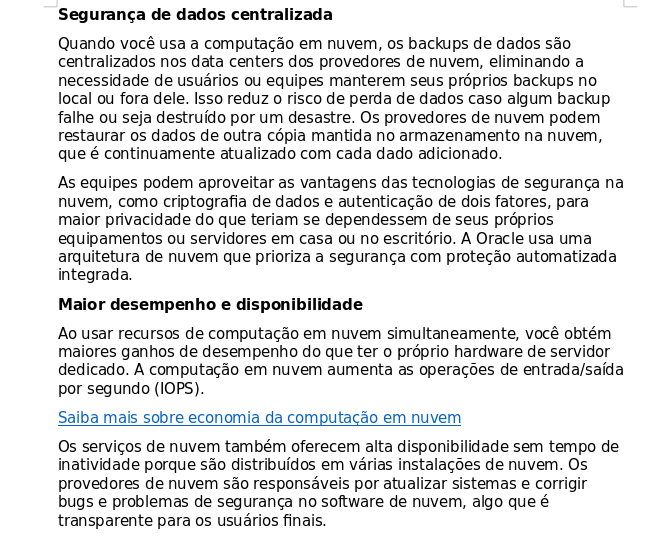 Segurança de dados centralizada
Quando você usa a computação em nuvem, os backups de dados são
centralizados nos data centers dos provedores de nuvem, eliminando a
necessidade de usuários ou equipes manterem seus próprios backups no
local ou fora dele. Isso reduz o risco de perda de dados caso algum backup
falhe ou seja destruído por um desastre. Os provedores de nuvem podem
restaurar os dados de outra cópia mantida no armazenamento na nuvem,
que é continuamente atualizado com cada dado adicionado.
As equipes podem aproveitar as vantagens das tecnologias de segurança na
nuvem, como criptografia de dados e autenticação de dois fatores, para
maior privacidade do que teriam se dependessem de seus próprios
equipamentos ou servidores em casa ou no escritório. A Oracle usa uma
arquitetura de nuvem que prioriza a segurança com proteção automatizada
integrada.
Maior desempenho e disponibilidade
Ao usar recursos de computação em nuvem simultaneamente, você obtém
maiores ganhos de desempenho do que ter o próprio hardware de servidor
dedicado. A computação em nuvem aumenta as operações de entrada/saída
por segundo (IOPS).
Saiba mais sobre economia da computação em nuvem
Os serviços de nuvem também oferecem alta disponibilidade sem tempo de
inatividade porque são distribuídos em várias instalações de nuvem. Os
provedores de nuvem são responsáveis por atualizar sistemas e corrigir
bugs e problemas de segurança no software de nuvem, algo que é
transparente para os usuários finais.